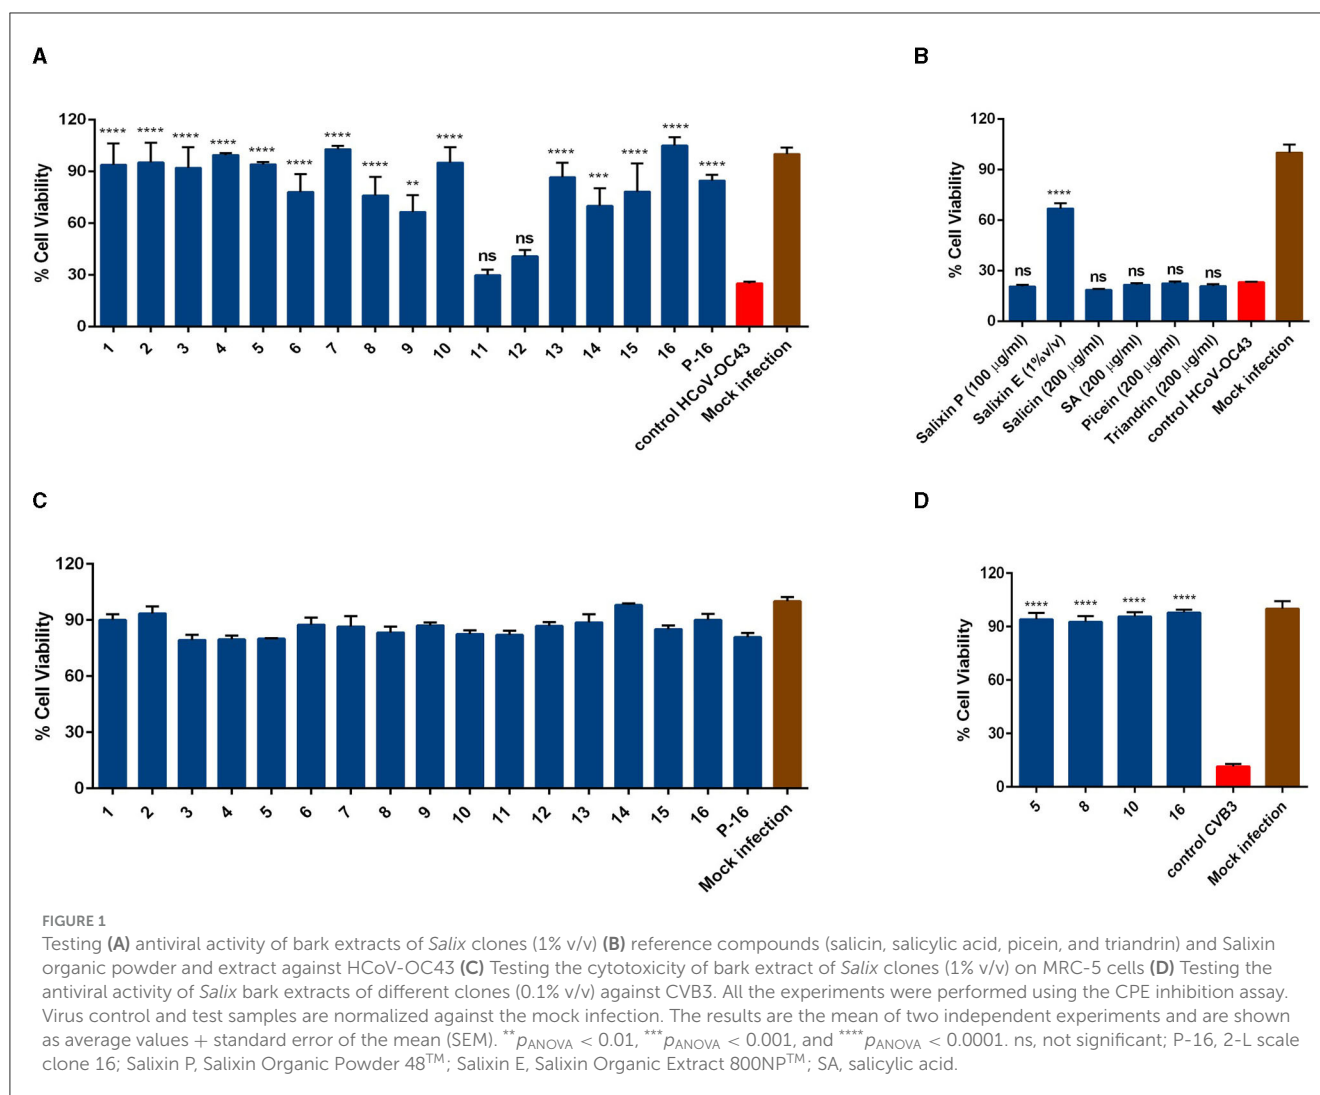 A
% Cell Viability
120
90
60
30
0
**** **** **** **** **** **** **** **** ** **** ns ns **** *** **** **** ****
1 2 3 4 5 6 7 8 9 10 11 12 13 14 15 16 P-16 control HCoV-OC43 Mock infection
B
% Cell Viability
120
90
60
30
0
ns **** ns ns ns ns
Salixin P (100 µg/ml) Salixin E (1%v/v) Salicin (200 µg/ml) SA (200 µg/ml) Picein (200 µg/ml) Triandrin (200 µg/ml) control HCoV-OC43 Mock infection
C
% Cell Viability
120
90
60
30
0
1 2 3 4 5 6 7 8 9 10 11 12 13 14 15 16 P-16 Mock infection
D
% Cell Viability
120
90
60
30
0
**** **** **** ****
5 8 10 16 control CVB3 Mock infection
FIGURE 1
Testing (A) antiviral activity of bark extracts of Salix clones (1% v/v) (B) reference compounds (salicin, salicylic acid, picein, and triandrin) and Salixin
organic powder and extract against HCoV-OC43 (C) Testing the cytotoxicity of bark extract of Salix clones (1% v/v) on MRC-5 cells (D) Testing the
antiviral activity of Salix bark extracts of different clones (0.1% v/v) against CVB3. All the experiments were performed using the CPE inhibition assay.
Virus control and test samples are normalized against the mock infection. The results are the mean of two independent experiments and are shown
as average values + standard error of the mean (SEM). **pANOVA < 0.01, ***pANOVA < 0.001, and ****pANOVA < 0.0001. ns, not significant; P-16, 2-L scale
clone 16; Salixin P, Salixin Organic Powder 48™; Salixin E, Salixin Organic Extract 800NP™; SA, salicylic acid.